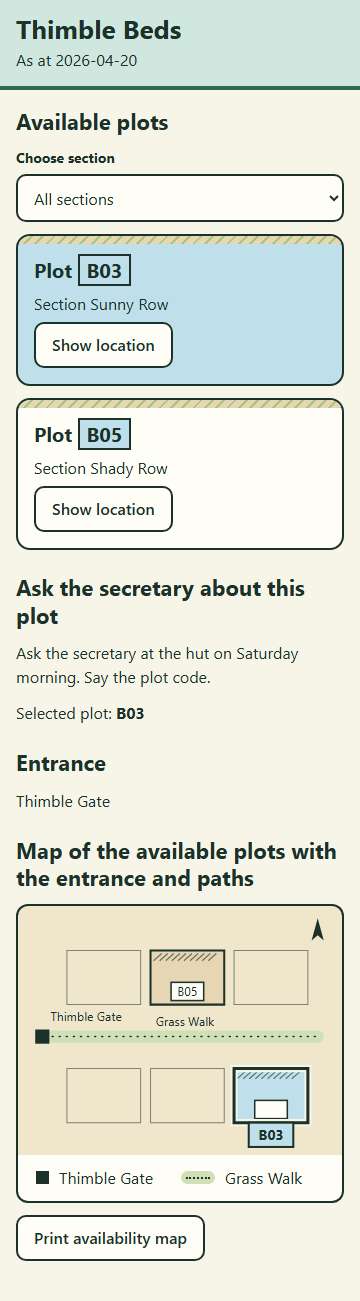 Thimble Beds
As at 2026-04-20
Available plots
Choose section
All sections
Plot B03
Section Sunny Row
Show location
Plot B05
Section Shady Row
Show location
Ask the secretary about this
plot
Ask the secretary at the hut on Saturday
morning. Say the plot code.
Selected plot: B03
Entrance
Thimble Gate
Map of the available plots with
the entrance and paths
B05
Thimble Gate
Grass Walk
B03
Thimble Gate
Grass Walk
Print availability map